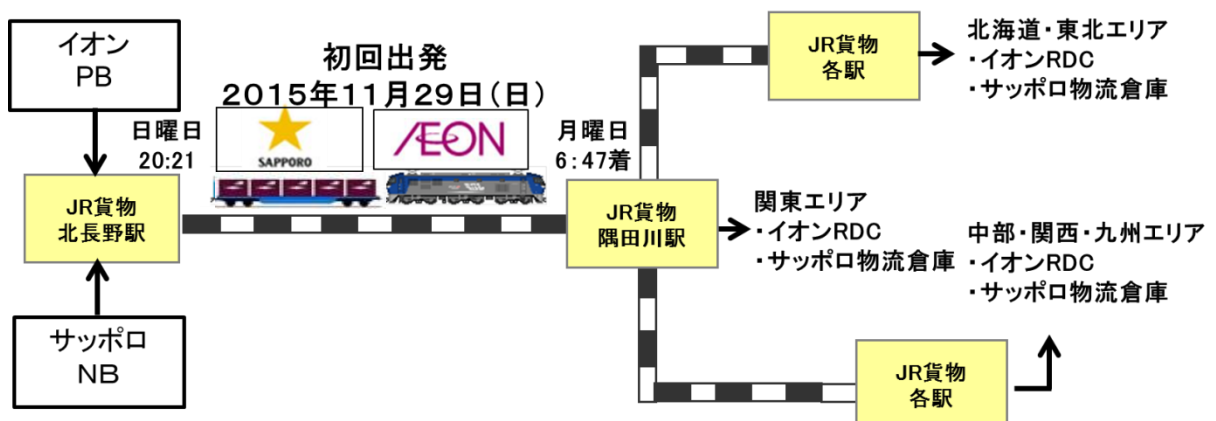 イオン
PB
初回出発
2015年11月29日(日)
日曜日
20:21
SAPPORO
ÆON
月曜日
6:47着
JR貨物
北長野駅
サッポロ
NB
JR貨物
隅田川駅
JR貨物
各駅
北海道・東北エリア
・イオンRDC
・サッポロ物流倉庫
関東エリア
・イオンRDC
・サッポロ物流倉庫
中部・関西・九州エリア
・イオンRDC
・サッポロ物流倉庫
JR貨物
各駅